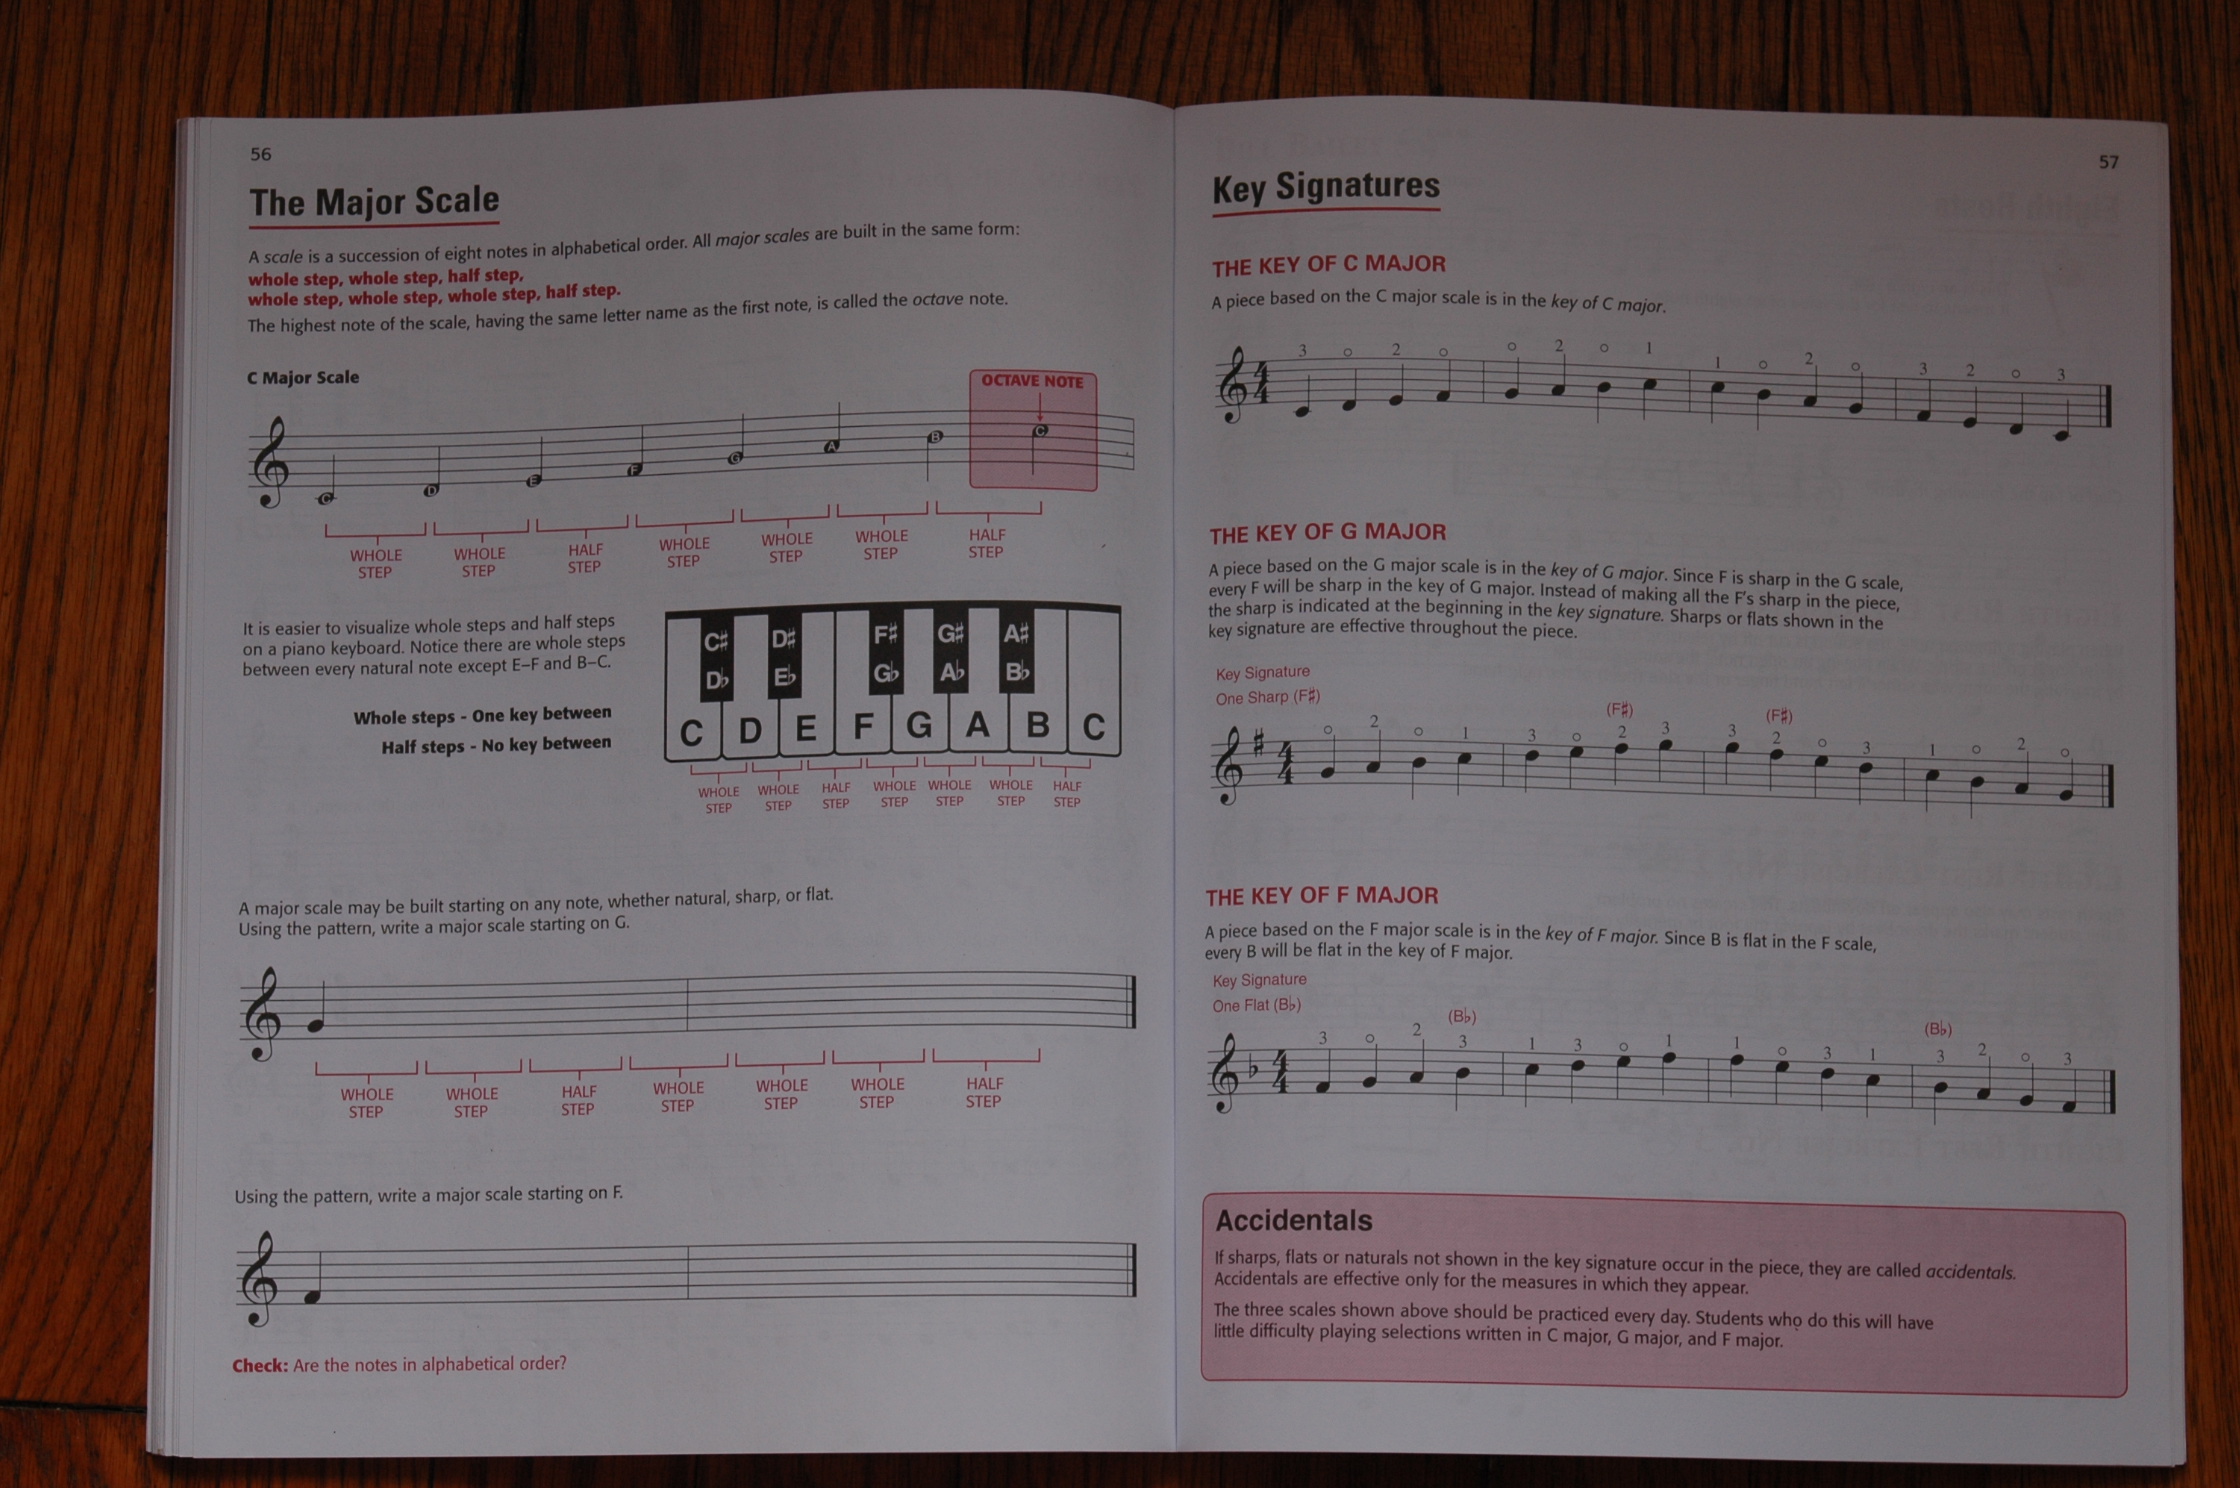 56
The Major Scale
A scale is a succession of eight notes in alphabetical order. All major scales are built in the same form:
whole step, whole step, half step,
whole step, whole step, whole step, half step.
The highest note of the scale, having the same letter name as the first note, is called the octave note.
C Major Scale
OCTAVE NOTE
C D E F G A B C
WHOLE STEP WHOLE STEP HALF STEP WHOLE STEP WHOLE STEP WHOLE STEP HALF STEP
It is easier to visualize whole steps and half steps
on a piano keyboard. Notice there are whole steps
between every natural note except E–F and B–C.
Whole steps - One key between
Half steps - No key between
C♯ D♯ F♯ G♯ A♯
D♭ E♭ G♭ A♭ B♭
C D E F G A B C
WHOLE STEP WHOLE STEP HALF STEP WHOLE STEP WHOLE STEP WHOLE STEP HALF STEP
A major scale may be built starting on any note, whether natural, sharp, or flat.
Using the pattern, write a major scale starting on G.
WHOLE STEP WHOLE STEP HALF STEP WHOLE STEP WHOLE STEP WHOLE STEP HALF STEP
Using the pattern, write a major scale starting on F.
Check: Are the notes in alphabetical order?
57
Key Signatures
THE KEY OF C MAJOR
A piece based on the C major scale is in the key of C major.
3 0 2 0 0 2 0 1 1 0 2 0 3 2 0 3
4
4
THE KEY OF G MAJOR
A piece based on the G major scale is in the key of G major. Since F is sharp in the G scale,
every F will be sharp in the key of G major. Instead of making all the F's sharp in the piece,
the sharp is indicated at the beginning in the key signature. Sharps or flats shown in the
key signature are effective throughout the piece.
Key Signature
One Sharp (F♯)
(F♯) (F♯)
0 2 0 1 3 0 2 3 3 2 0 3 1 0 2 0
4
4
THE KEY OF F MAJOR
A piece based on the F major scale is in the key of F major. Since B is flat in the F scale,
every B will be flat in the key of F major.
Key Signature
One Flat (B♭)
(B♭) (B♭)
3 0 2 3 1 3 0 1 1 0 3 1 3 2 0 3
4
4
Accidentals
If sharps, flats or naturals not shown in the key signature occur in the piece, they are called accidentals.
Accidentals are effective only for the measures in which they appear.
The three scales shown above should be practiced every day. Students who do this will have
little difficulty playing selections written in C major, G major, and F major.